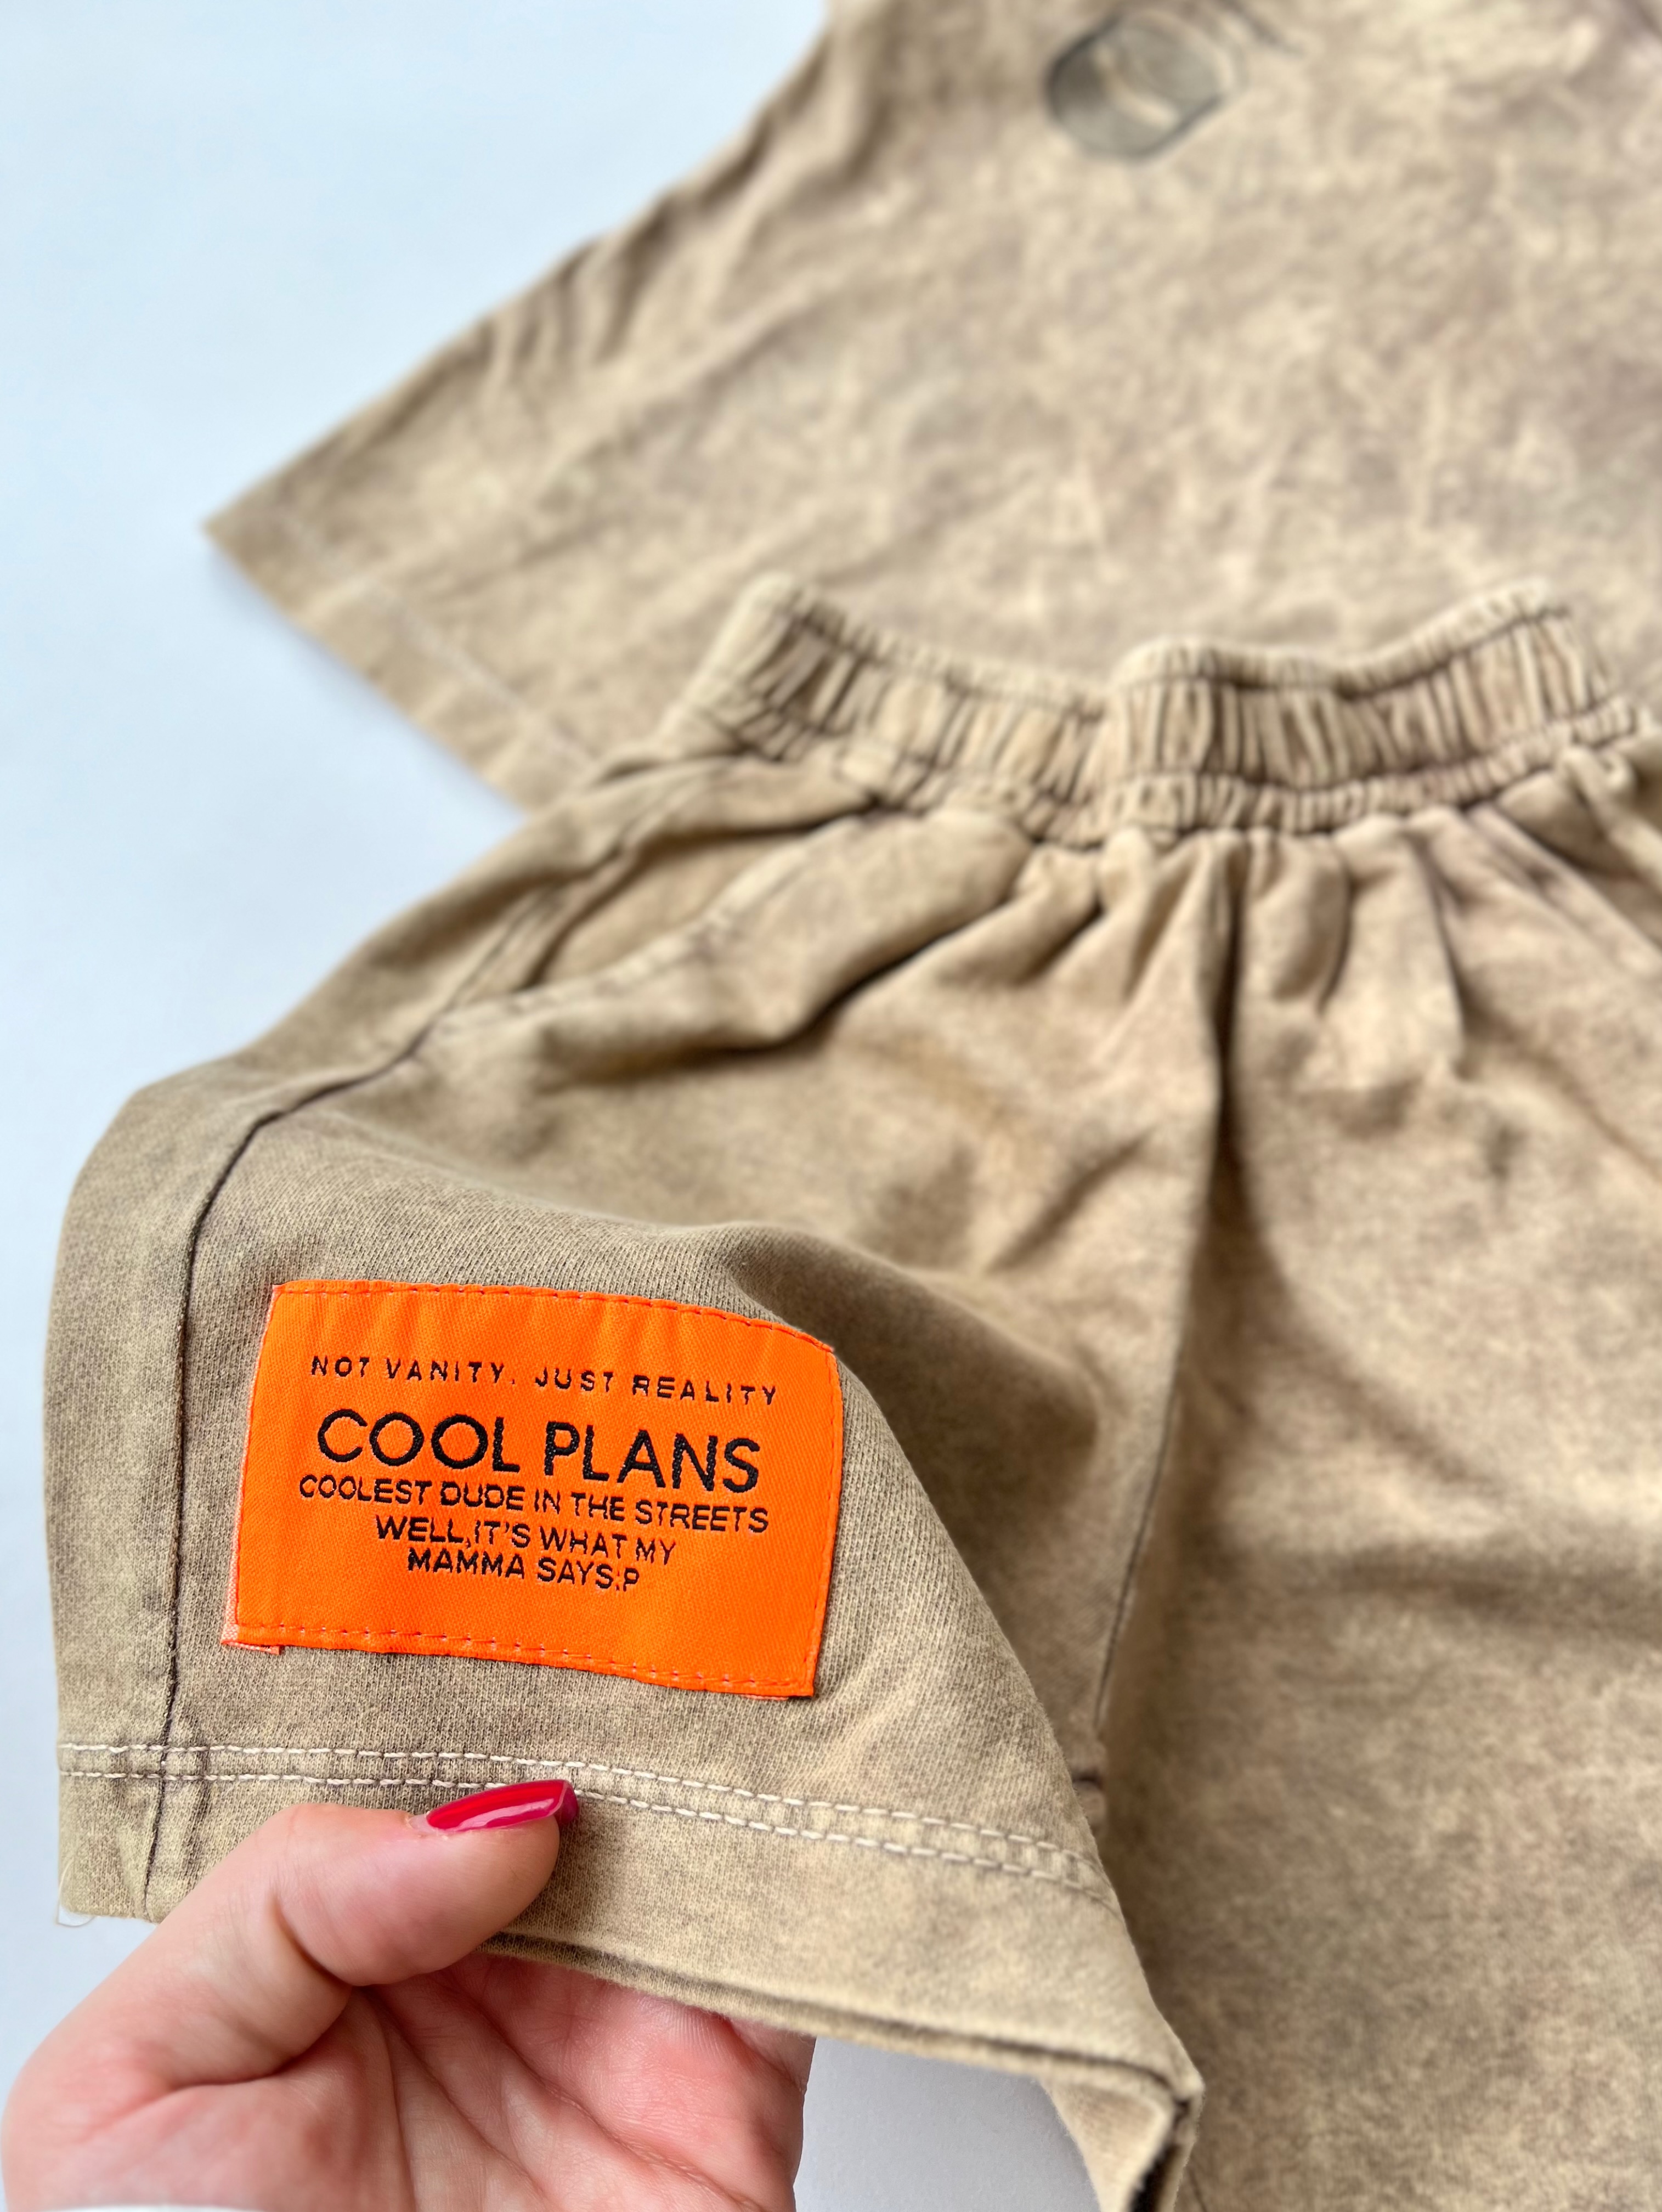 NOT VANITY. JUST REALITY
COOL PLANS
COOLEST DUDE IN THE STREETS
WELL,IT'S WHAT MY
MAMMA SAYS:P